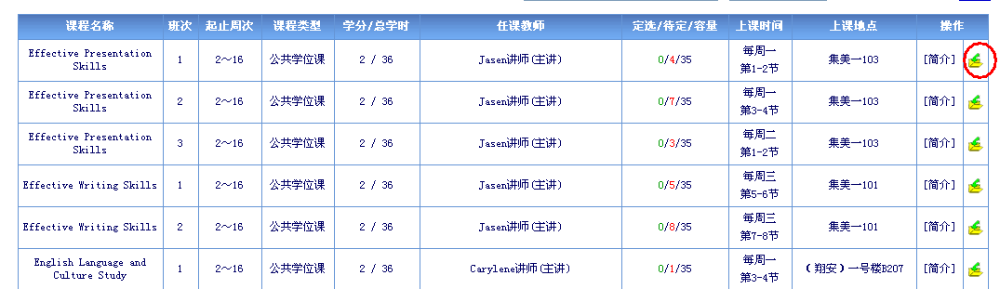 课程名称 班次 起止周次 课程类型 学分/总学时 任课教师 定选/待定/容量 上课时间 上课地点 操作
Effective Presentation Skills 1 2～16 公共学位课 2 / 36 Jasen讲师(主讲) 0/4/35 每周一 第1-2节 集美一103 [简介]
Effective Presentation Skills 2 2～16 公共学位课 2 / 36 Jasen讲师(主讲) 0/7/35 每周一 第3-4节 集美一103 [简介]
Effective Presentation Skills 3 2～16 公共学位课 2 / 36 Jasen讲师(主讲) 0/3/35 每周二 第1-2节 集美一103 [简介]
Effective Writing Skills 1 2～16 公共学位课 2 / 36 Jasen讲师(主讲) 0/5/35 每周三 第5-6节 集美一101 [简介]
Effective Writing Skills 2 2～16 公共学位课 2 / 36 Jasen讲师(主讲) 0/8/35 每周三 第7-8节 集美一101 [简介]
English Language and Culture Study 1 2～16 公共学位课 2 / 36 Carylene讲师(主讲) 0/1/35 每周一 第3-4节 （翔安）一号楼B207 [简介]